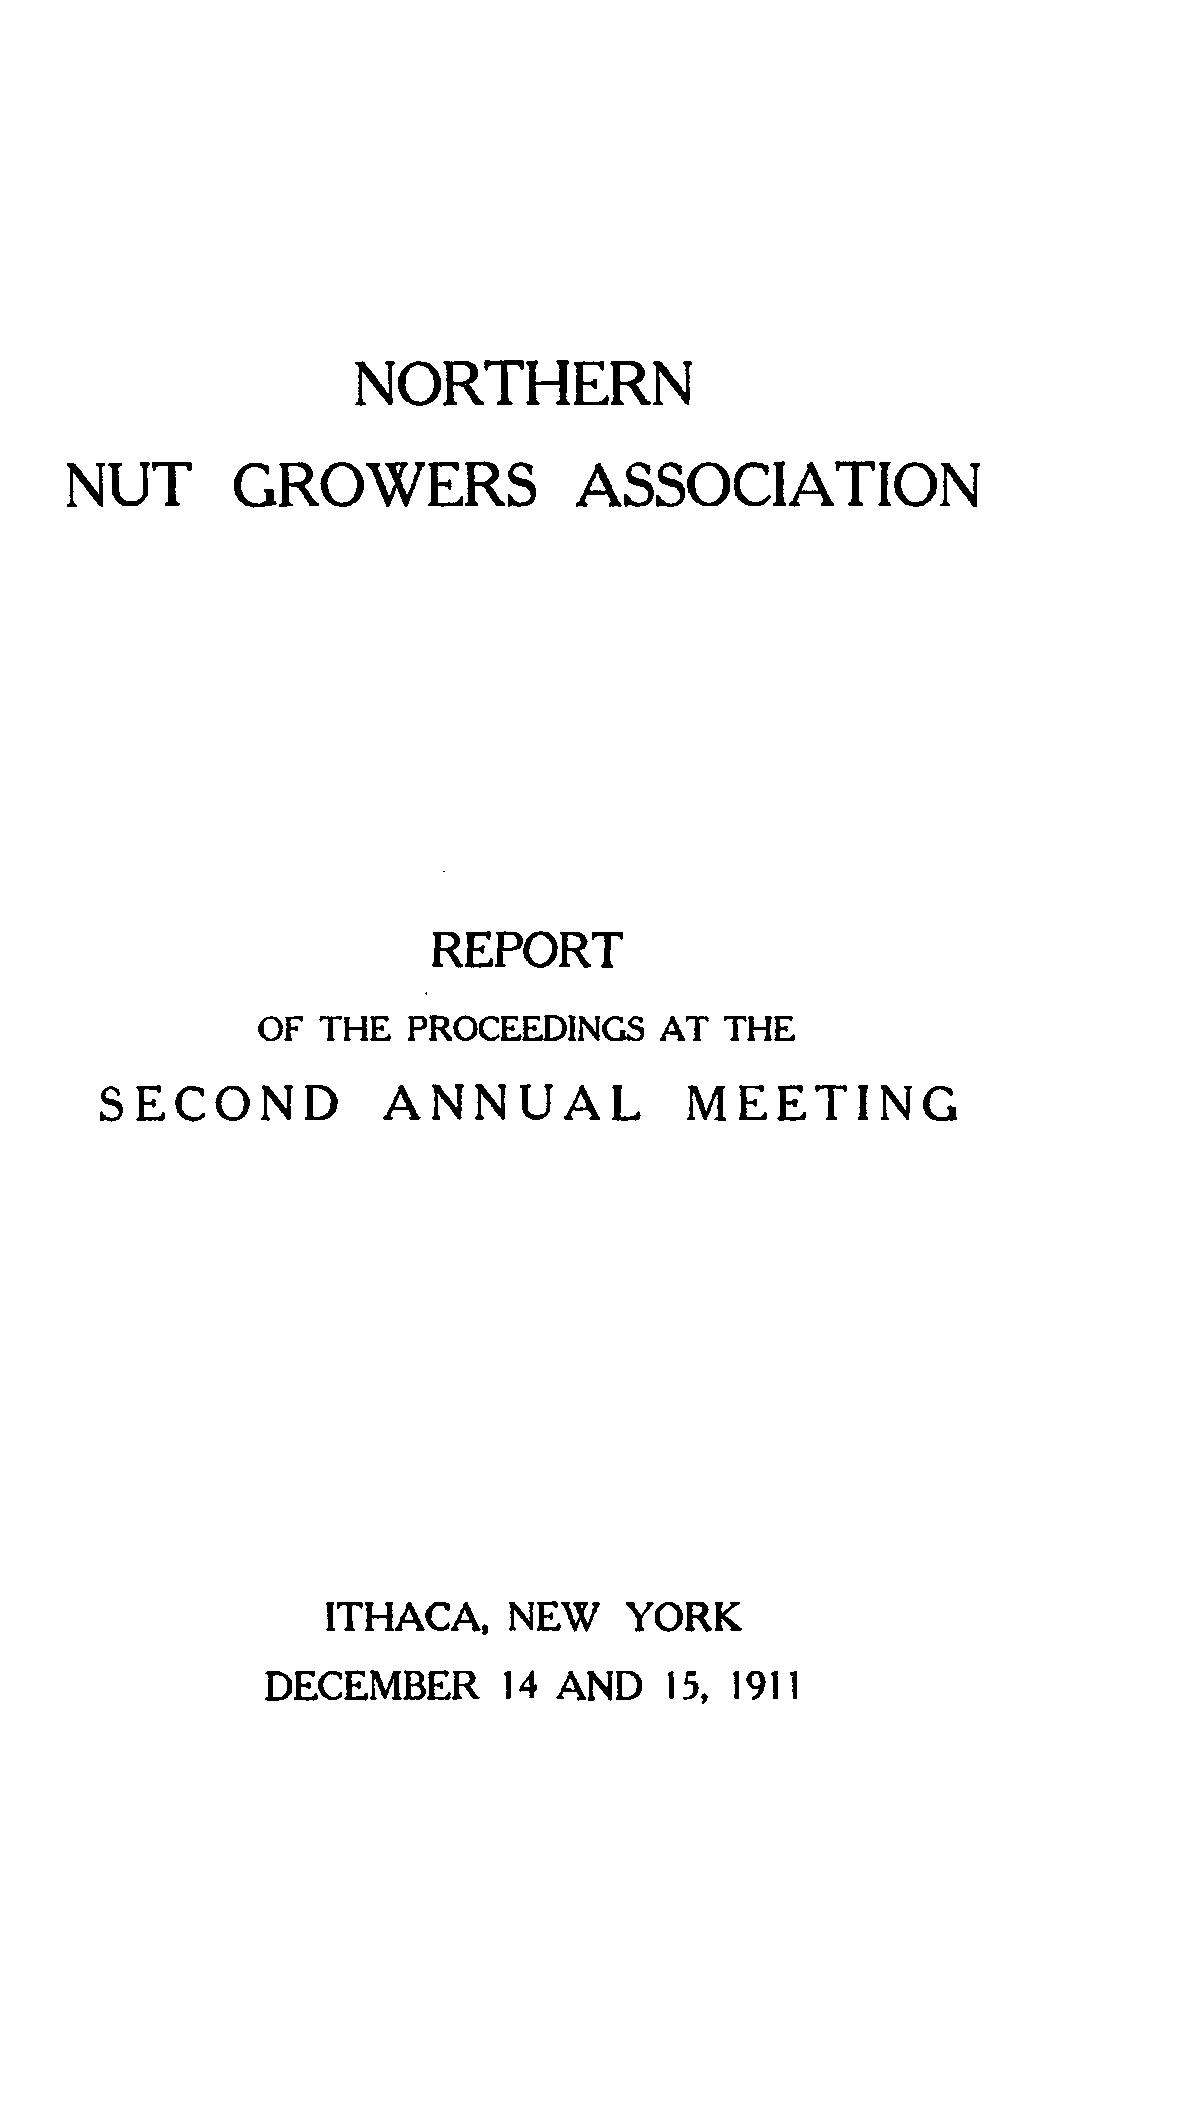 NORTHERN
NUT GROWERS ASSOCIATION
REPORT
OF THE PROCEEDINGS AT THE
SECOND ANNUAL MEETING
ITHACA, NEW YORK
DECEMBER 14 AND 15, 1911